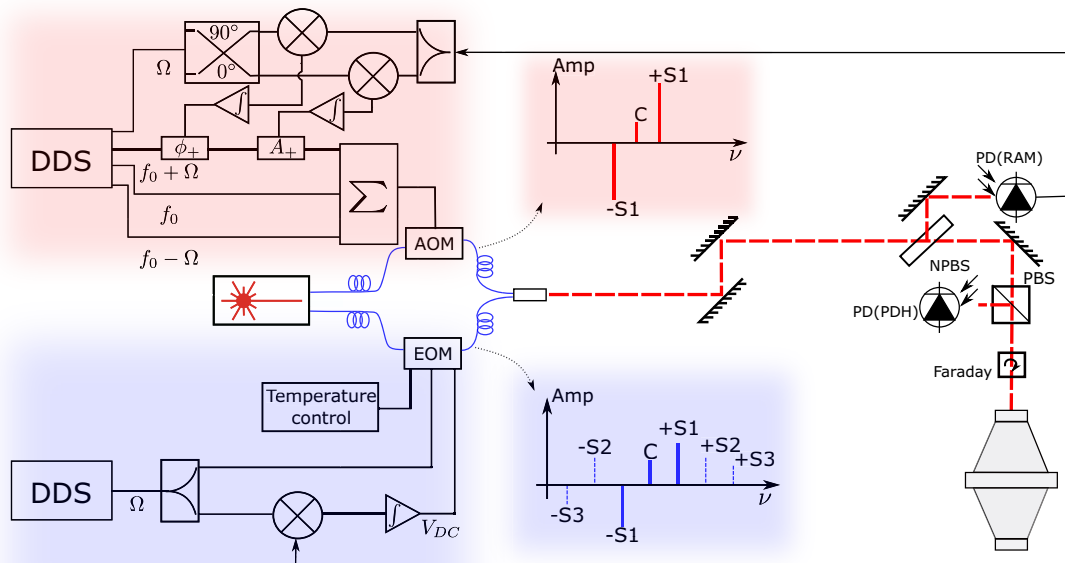 90°
0°
Ω
∫
∫
DDS
ϕ₊
A₊
f₀ + Ω
f₀
f₀ − Ω
Σ
AOM
Amp
+S1
C
ν
-S1
PD(RAM)
NPBS
PBS
PD(PDH)
Faraday
EOM
Temperature
control
Amp
-S2
C
+S1
+S2
+S3
ν
-S3
-S1
DDS
Ω
∫
V_DC